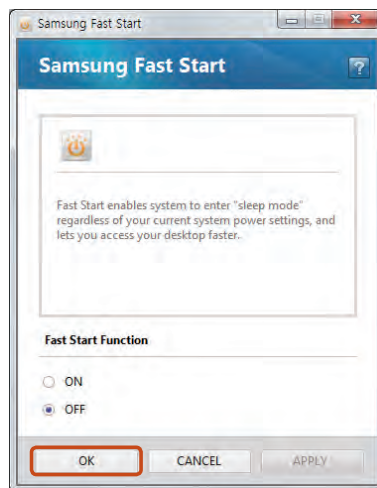 Samsung Fast Start
Samsung Fast Start
?
Fast Start enables system to enter "sleep mode"
regardless of your current system power settings, and
lets you access your desktop faster.
Fast Start Function
ON
OFF
OK CANCEL APPLY